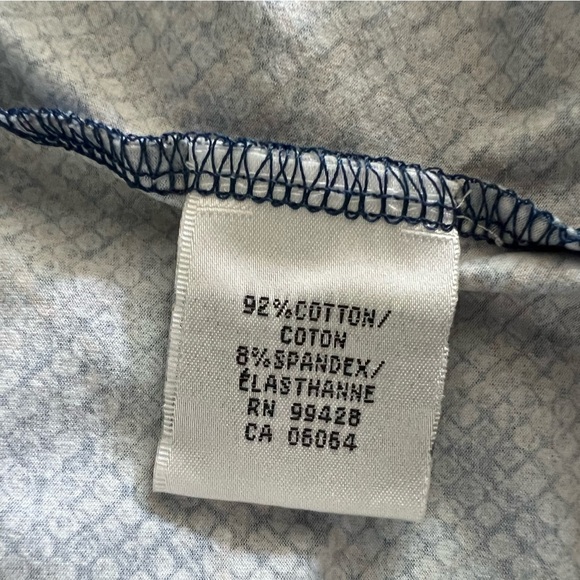 92%COTTON/
COTON
8%SPANDEX/
ÉLASTHANNE
RN 99428
CA 06064